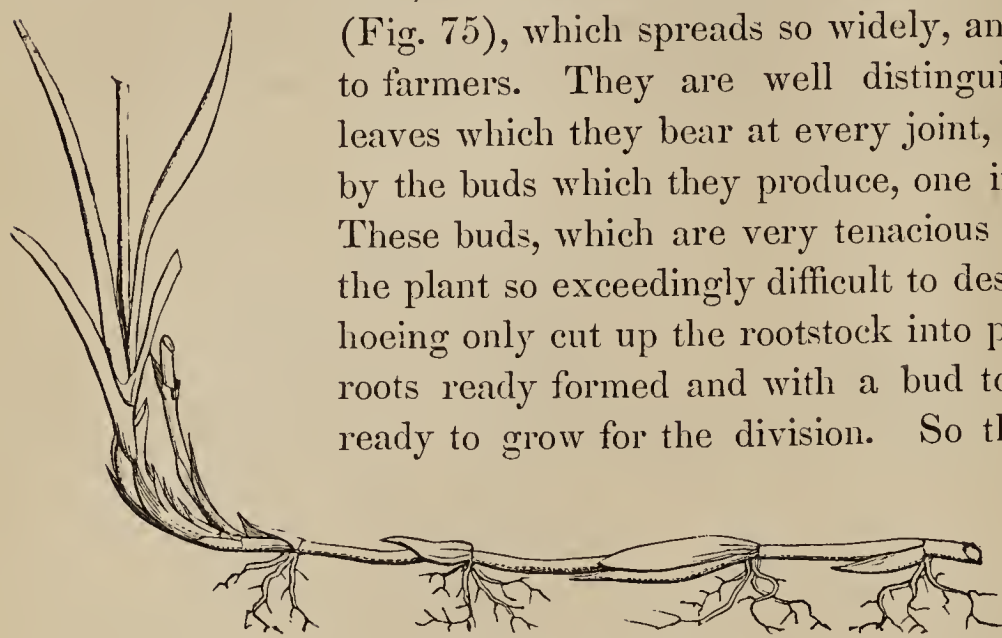 (Fig. 75), which spreads so widely, an
to farmers. They are well distingui
leaves which they bear at every joint,
by the buds which they produce, one i
These buds, which are very tenacious
the plant so exceedingly difficult to des
hoeing only cut up the rootstock into p
roots ready formed and with a bud to
ready to grow for the division. So th